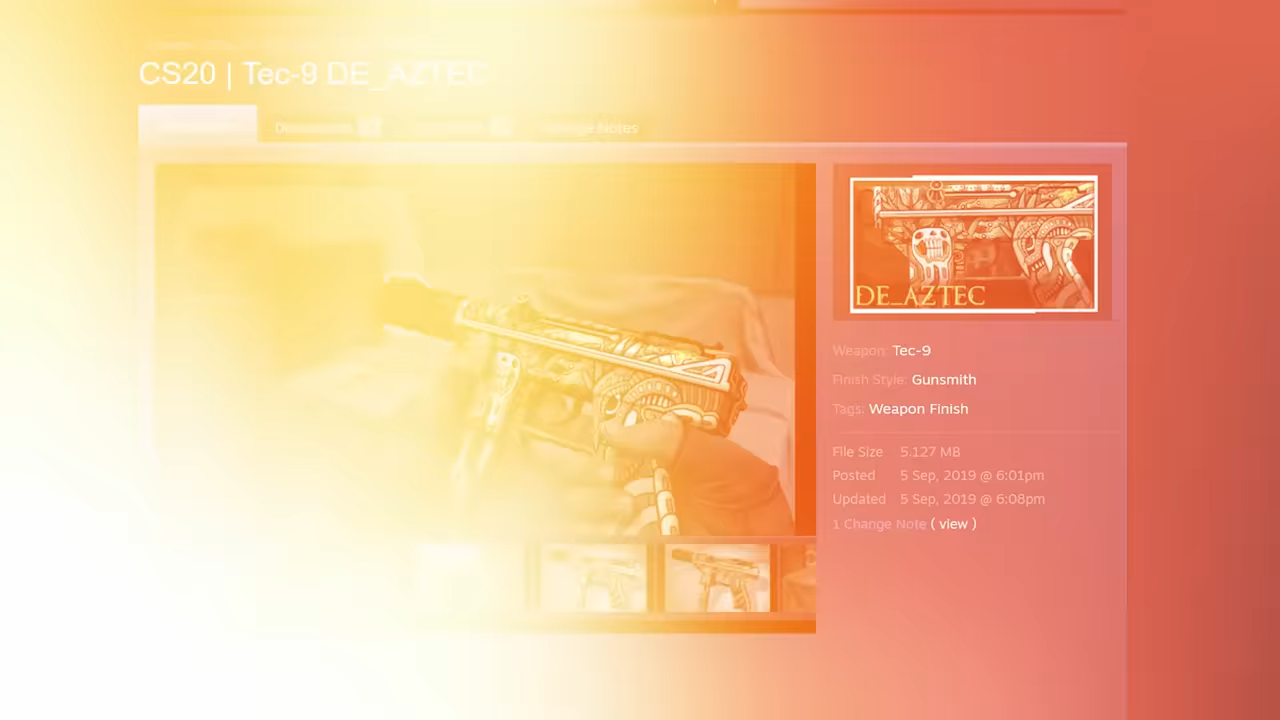 CS20 | Tec-9 DE_AZTEC
Notes
DE_AZTEC
Weapon: Tec-9
Finish Style: Gunsmith
Tags: Weapon Finish
File Size 5.127 MB
Posted 5 Sep, 2019 @ 6:01pm
Updated 5 Sep, 2019 @ 6:08pm
1 Change Note ( view )